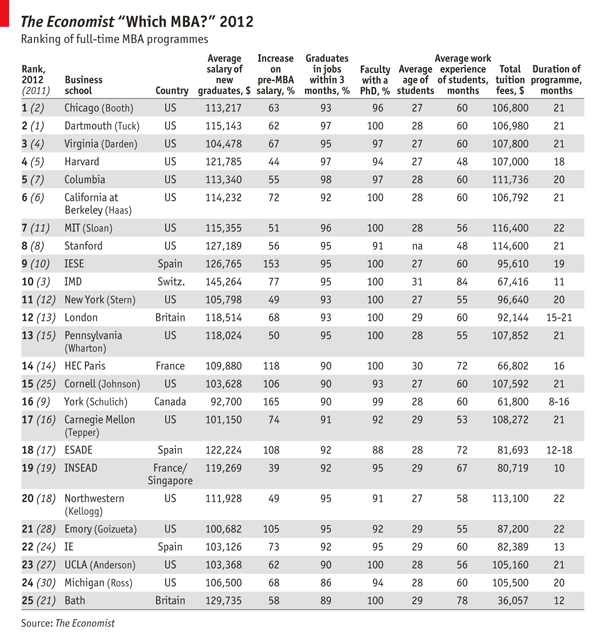 The Economist “Which MBA?” 2012
Ranking of full-time MBA programmes
Rank, 2012 (2011) Business school Country Average salary of new graduates, $ Increase on pre-MBA salary, % Graduates in jobs within 3 months, % Faculty with a PhD, % Average age of students Average work experience of students, months Total tuition fees, $ Duration of programme, months
1 (2) Chicago (Booth) US 113,217 63 93 96 27 60 106,800 21
2 (1) Dartmouth (Tuck) US 115,143 62 97 100 28 60 106,980 21
3 (4) Virginia (Darden) US 104,478 67 95 97 27 60 107,800 21
4 (5) Harvard US 121,785 44 97 94 27 48 107,000 18
5 (7) Columbia US 113,340 55 98 97 28 60 111,736 20
6 (6) California at Berkeley (Haas) US 114,232 72 92 100 28 60 106,792 21
7 (11) MIT (Sloan) US 115,355 51 96 100 28 56 116,400 22
8 (8) Stanford US 127,189 56 95 91 na 48 114,600 21
9 (10) IESE Spain 126,765 153 95 100 27 60 95,610 19
10 (3) IMD Switz. 145,264 77 95 100 31 84 67,416 11
11 (12) New York (Stern) US 105,798 49 93 100 27 55 96,640 20
12 (13) London Britain 118,514 68 93 100 29 60 92,144 15-21
13 (15) Pennsylvania (Wharton) US 118,024 50 95 100 28 55 107,852 21
14 (14) HEC Paris France 109,880 118 90 100 30 72 66,802 16
15 (25) Cornell (Johnson) US 103,628 106 90 93 27 60 107,592 21
16 (9) York (Schulich) Canada 92,700 165 90 99 28 60 61,800 8-16
17 (16) Carnegie Mellon (Tepper) US 101,150 74 91 92 29 53 108,272 21
18 (17) ESADE Spain 122,224 108 92 88 28 72 81,693 12-18
19 (19) INSEAD France/ Singapore 119,269 39 92 95 29 67 80,719 10
20 (18) Northwestern (Kellogg) US 111,928 49 95 91 27 58 113,100 22
21 (28) Emory (Goizueta) US 100,682 105 95 92 29 55 87,200 22
22 (24) IE Spain 103,126 73 92 95 29 60 82,389 13
23 (27) UCLA (Anderson) US 103,368 62 90 100 28 56 105,160 21
24 (30) Michigan (Ross) US 106,500 68 86 94 28 60 105,500 20
25 (21) Bath Britain 129,735 58 89 100 29 78 36,057 12
Source: The Economist